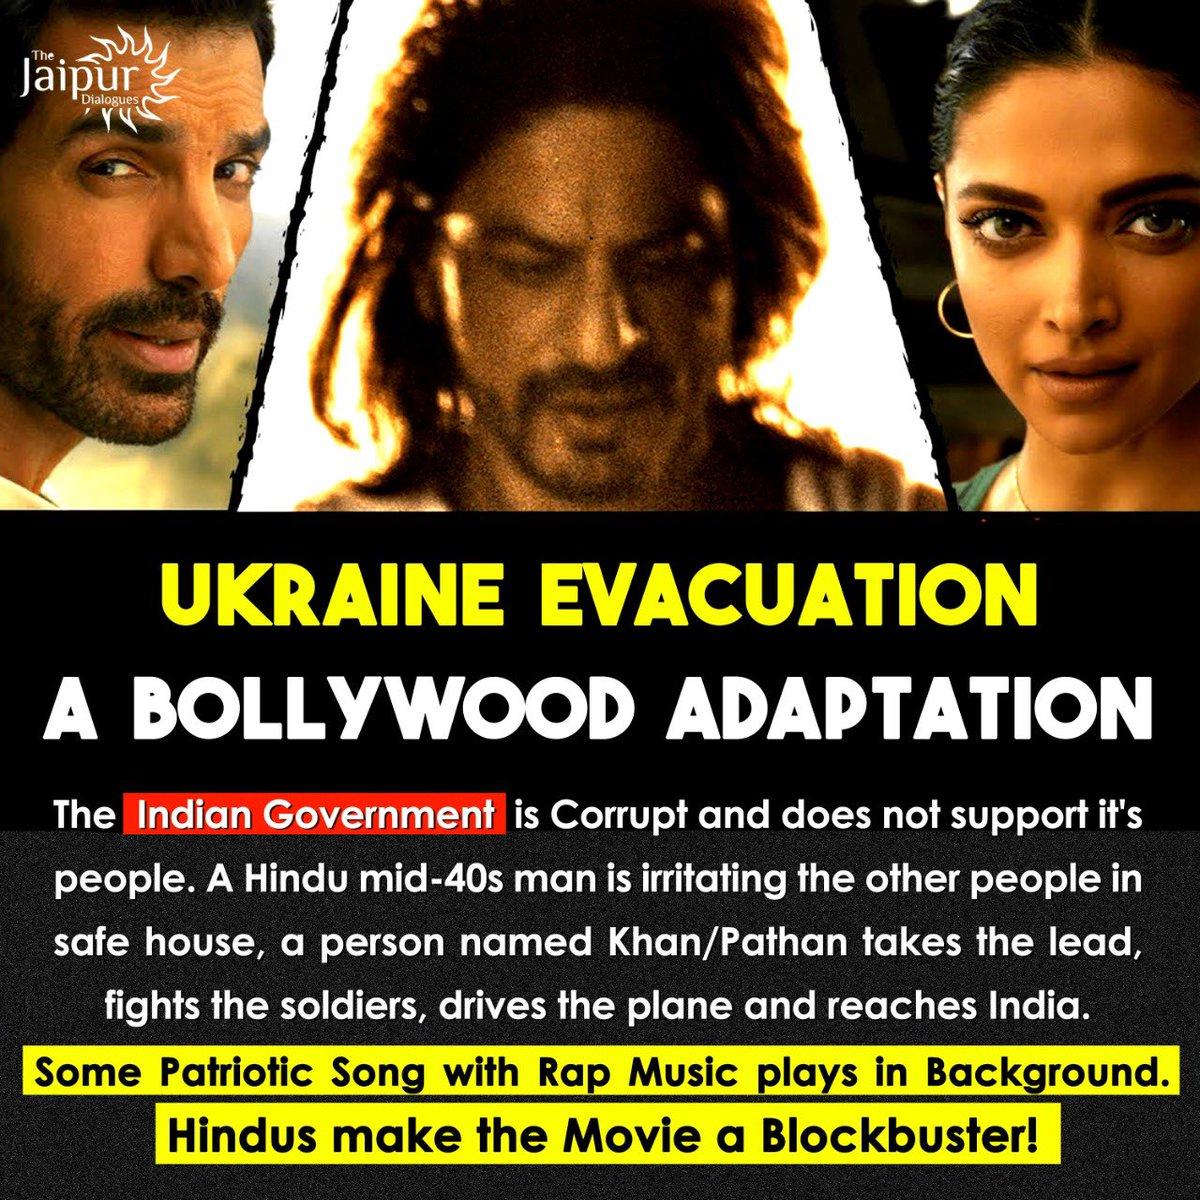 The
Jaipur
Dialogues
UKRAINE EVACUATION
A BOLLYWOOD ADAPTATION
The Indian Government is Corrupt and does not support it's
people. A Hindu mid-40s man is irritating the other people in
safe house, a person named Khan/Pathan takes the lead,
fights the soldiers, drives the plane and reaches India.
Some Patriotic Song with Rap Music plays in Background.
Hindus make the Movie a Blockbuster!